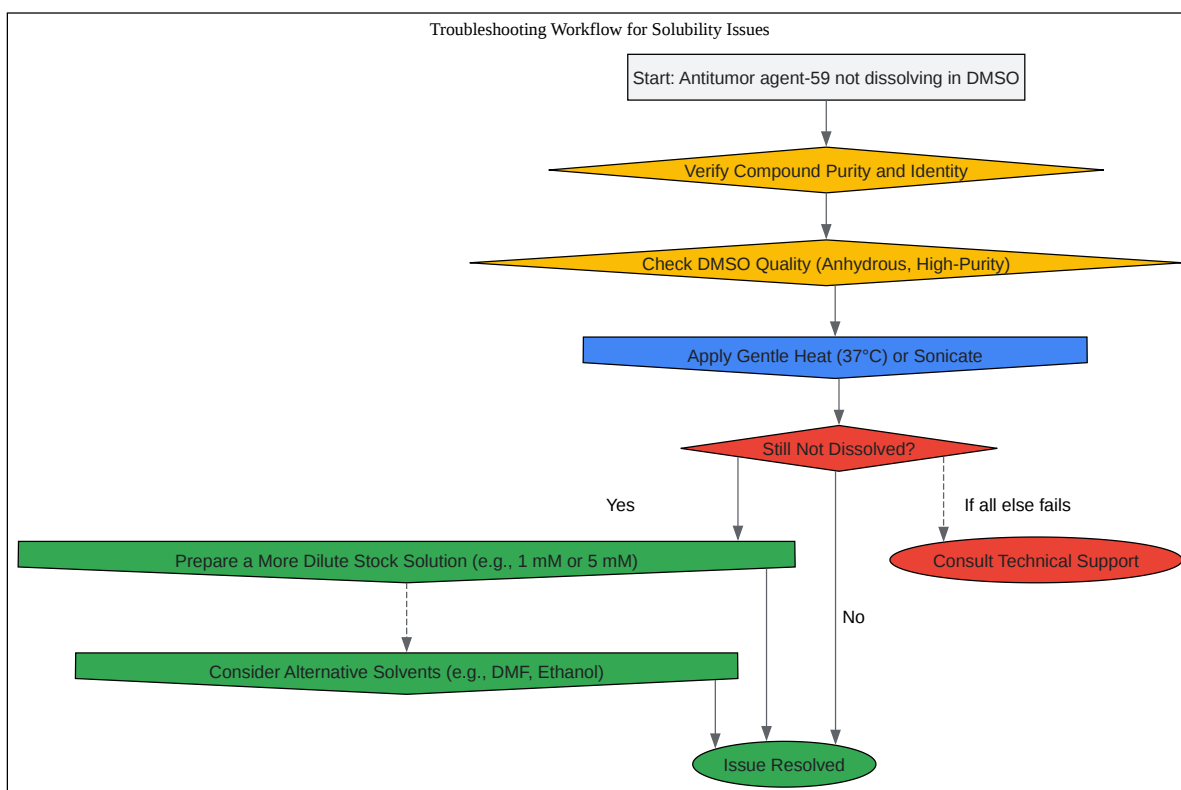 Troubleshooting Workflow for Solubility Issues
Start: Antitumor agent-59 not dissolving in DMSO
Verify Compound Purity and Identity
Check DMSO Quality (Anhydrous, High-Purity)
Apply Gentle Heat (37°C) or Sonicate
Still Not Dissolved?
Yes
If all else fails
Prepare a More Dilute Stock Solution (e.g., 1 mM or 5 mM)
Consult Technical Support
No
Consider Alternative Solvents (e.g., DMF, Ethanol)
Issue Resolved